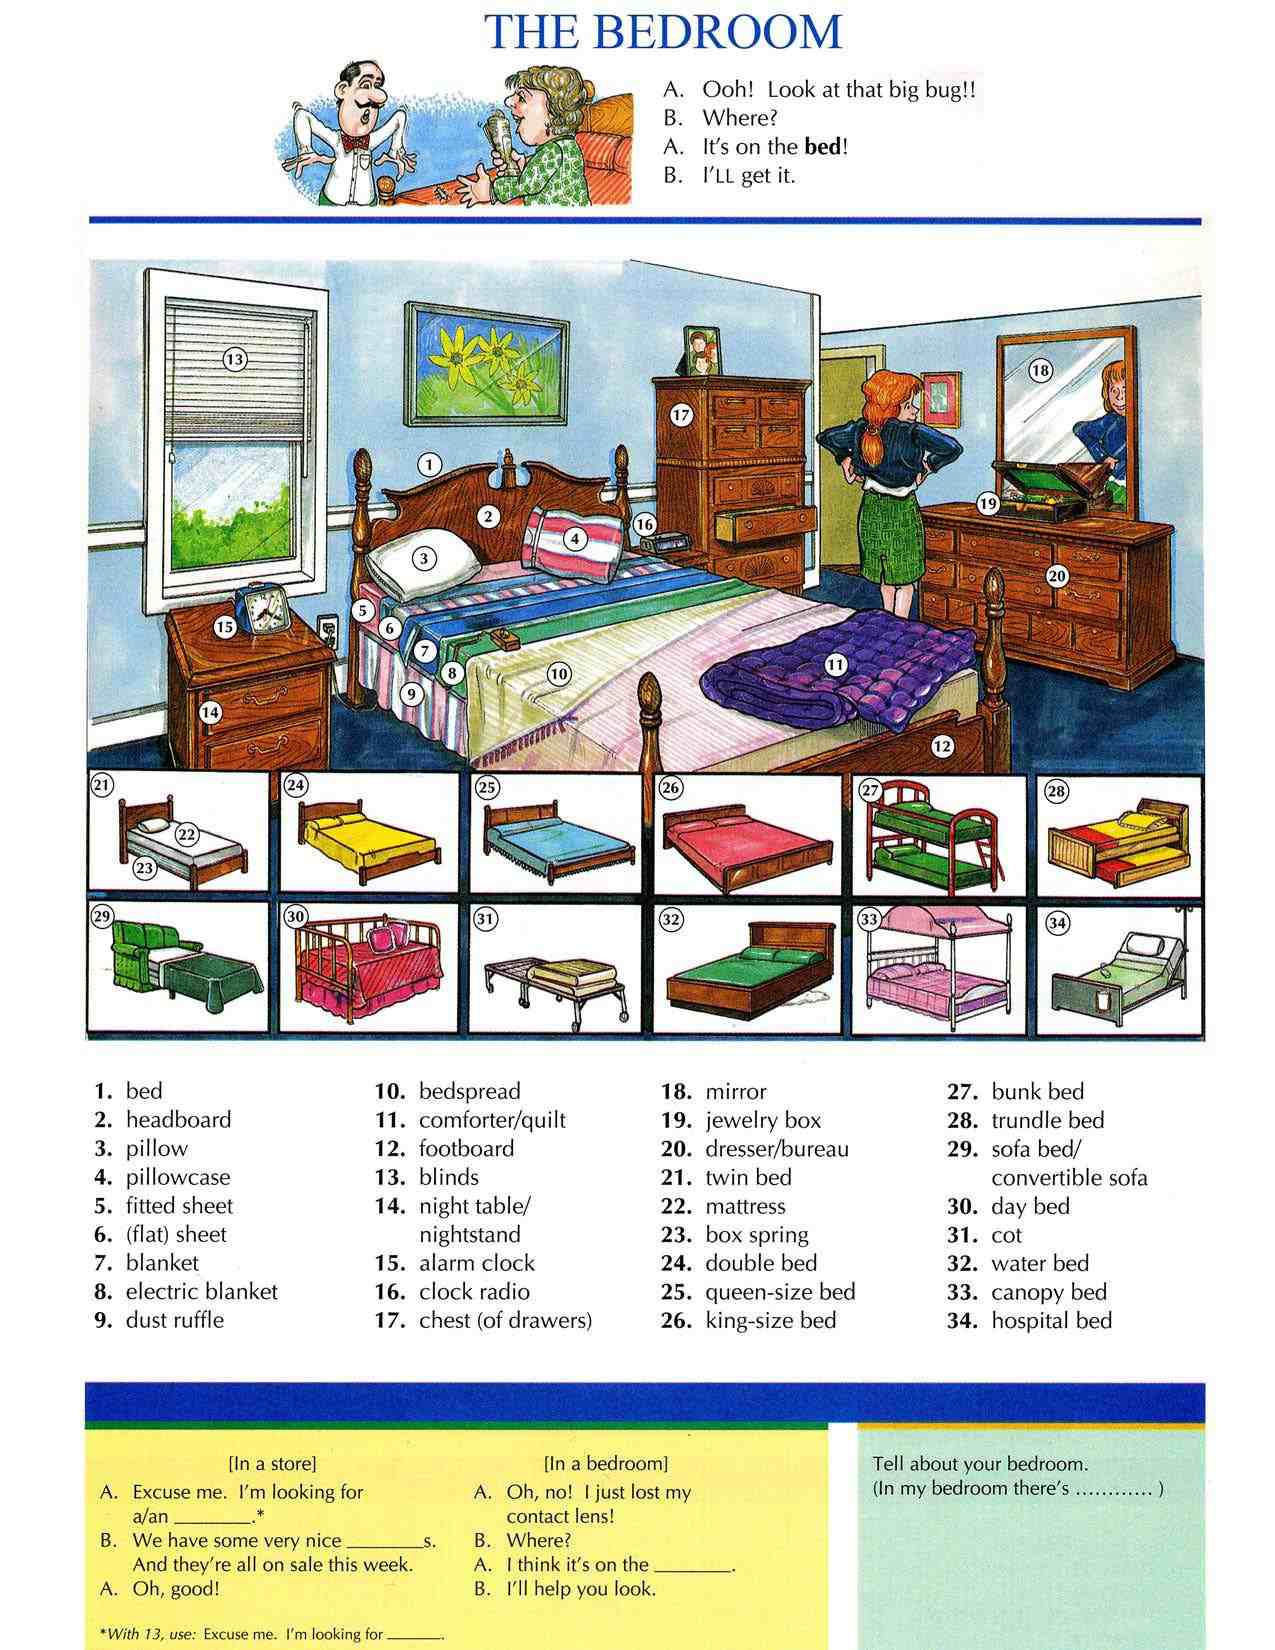 THE BEDROOM
A. Ooh! Look at that big bug!!
B. Where?
A. It's on the bed!
B. I'LL get it.
13
18
17
1
16
19
2
4
3
20
5
15
6
7
11
8
10
9
14
12
21
24
25
26
27
28
22
23
29
30
31
32
33
34
1. bed
2. headboard
3. pillow
4. pillowcase
5. fitted sheet
6. (flat) sheet
7. blanket
8. electric blanket
9. dust ruffle
10. bedspread
11. comforter/quilt
12. footboard
13. blinds
14. night table/
nightstand
15. alarm clock
16. clock radio
17. chest (of drawers)
18. mirror
19. jewelry box
20. dresser/bureau
21. twin bed
22. mattress
23. box spring
24. double bed
25. queen-size bed
26. king-size bed
27. bunk bed
28. trundle bed
29. sofa bed/
convertible sofa
30. day bed
31. cot
32. water bed
33. canopy bed
34. hospital bed
[In a store]
A. Excuse me. I'm looking for
a/an ________.*
B. We have some very nice ________s.
And they're all on sale this week.
A. Oh, good!
*With 13, use: Excuse me. I'm looking for ________.
[In a bedroom]
A. Oh, no! I just lost my
contact lens!
B. Where?
A. I think it's on the ________.
B. I'll help you look.
Tell about your bedroom.
(In my bedroom there's ............ )